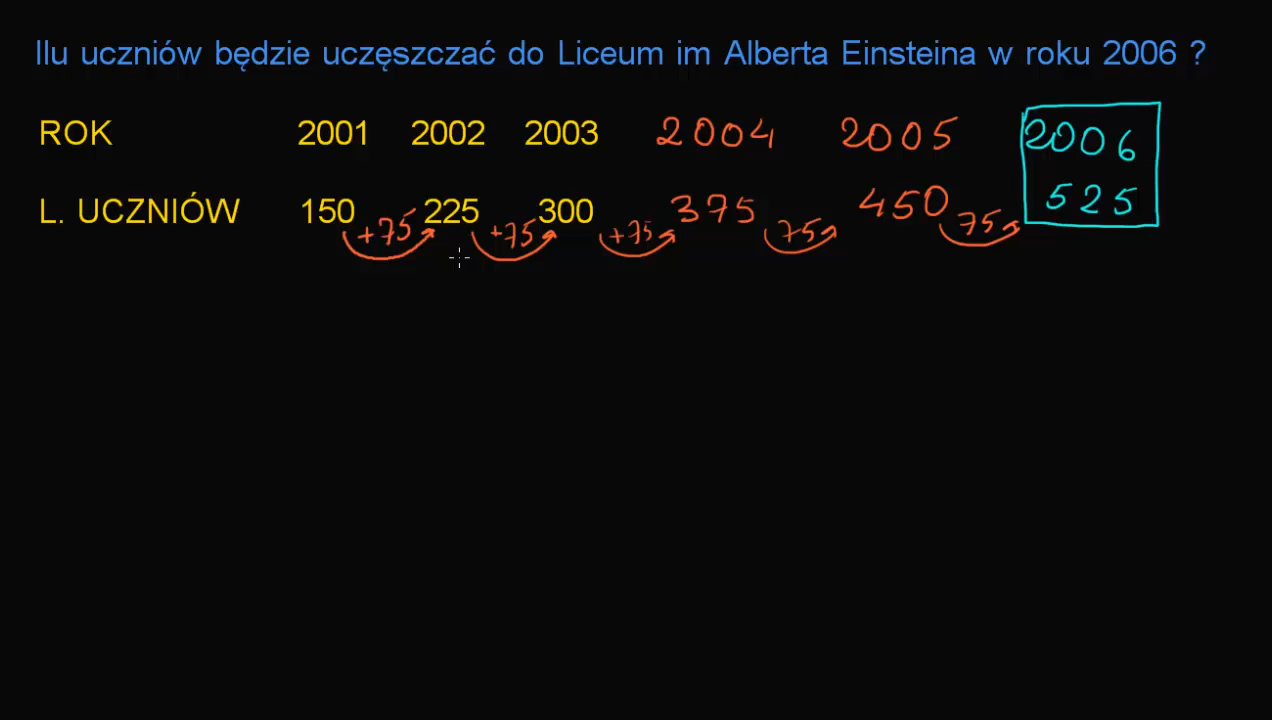 Ilu uczniów będzie uczęszczać do Liceum im Alberta Einsteina w roku 2006 ?
ROK 2001 2002 2003 2004 2005 2006
L. UCZNIÓW 150 225 300 375 450 525
+75 +75 +75 75 75